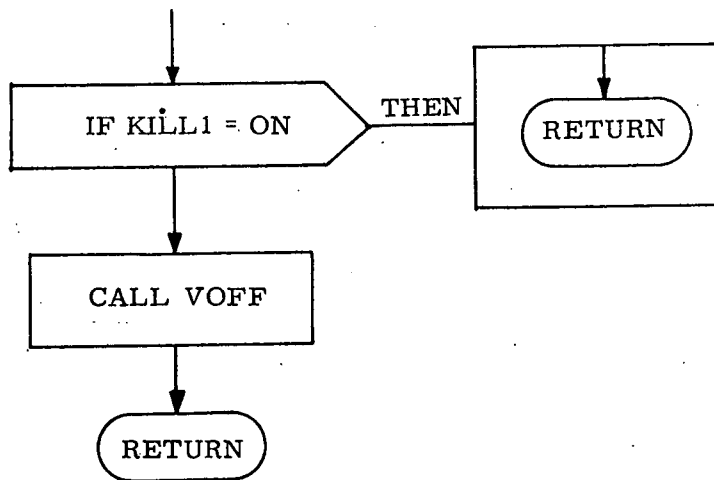 IF KILL1 = ON
THEN
RETURN
CALL VOFF
RETURN